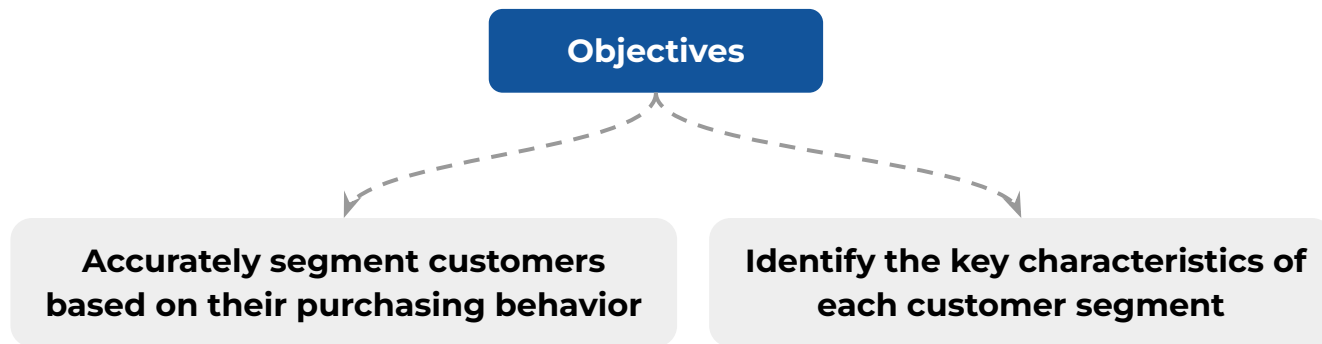 Objectives
Accurately segment customers
based on their purchasing behavior
Identify the key characteristics of
each customer segment